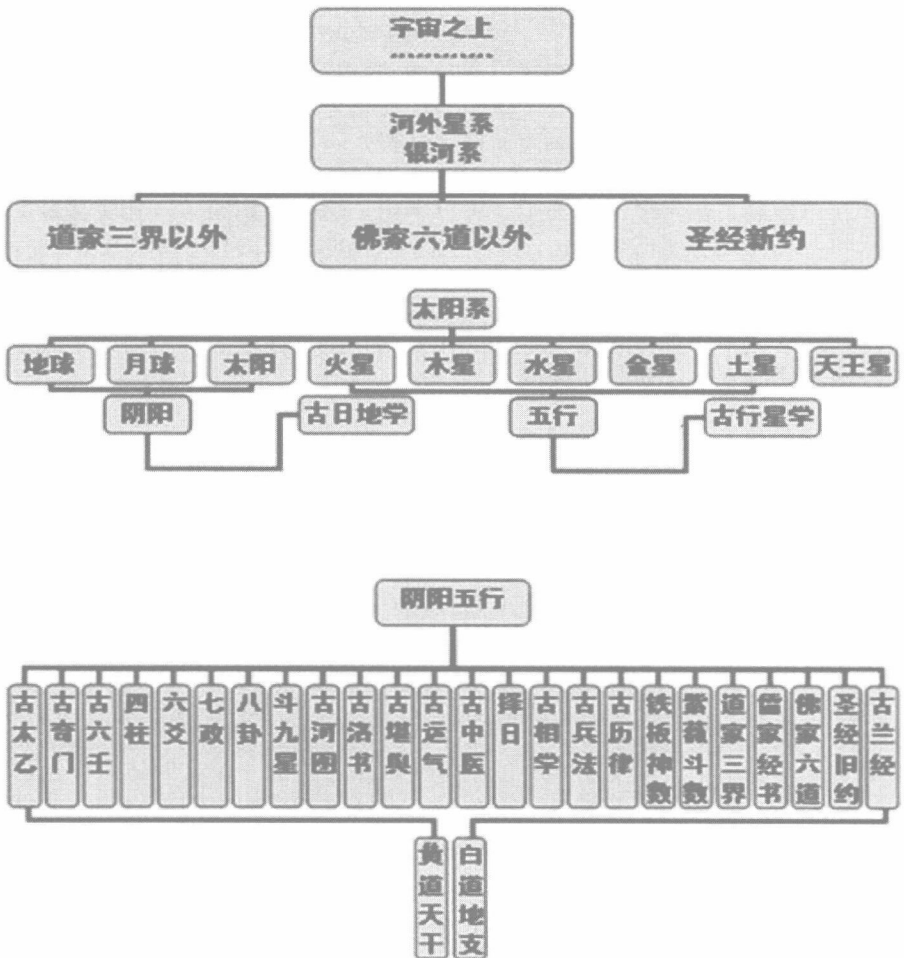 宇宙之上
河外星系
银河系
道家三界以外
佛家六道以外
圣经新约
太阳系
地球
月球
太阳
火星
木星
水星
金星
土星
天王星
阴阳
古日地学
五行
古行星学
阴阳五行
古太乙
古奇门
古六壬
四柱
六爻
七政
八卦
斗九星
古河图
古洛书
古堪舆
古运气
古中医
择日
古相学
古兵法
古历律
铁板神数
紫薇斗数
道家三界
儒家经书
佛家六道
圣经旧约
古兰经
黄道天干
白道地支